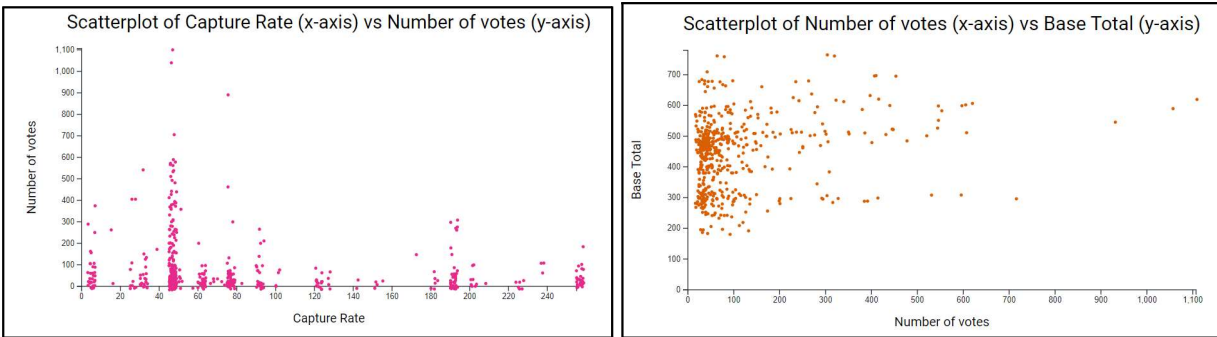 Scatterplot of Capture Rate (x-axis) vs Number of votes (y-axis)
1,100
1,000
900
800
700
600
500
400
300
200
100
0
Number of votes
0 20 40 60 80 100 120 140 160 180 200 220 240
Capture Rate
Scatterplot of Number of votes (x-axis) vs Base Total (y-axis)
700
600
500
400
300
200
100
0
Base Total
0 100 200 300 400 500 600 700 800 900 1,000 1,100
Number of votes